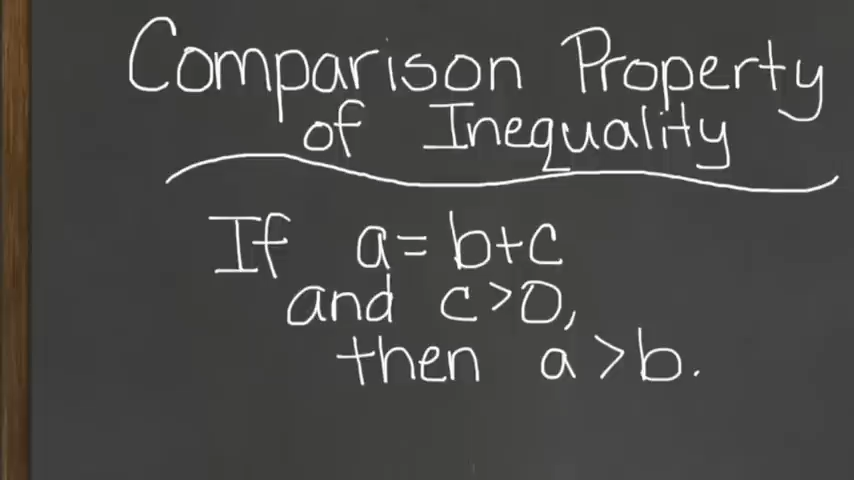 Comparison Property
of Inequality
If a=b+c
and c>0,
then a>b.